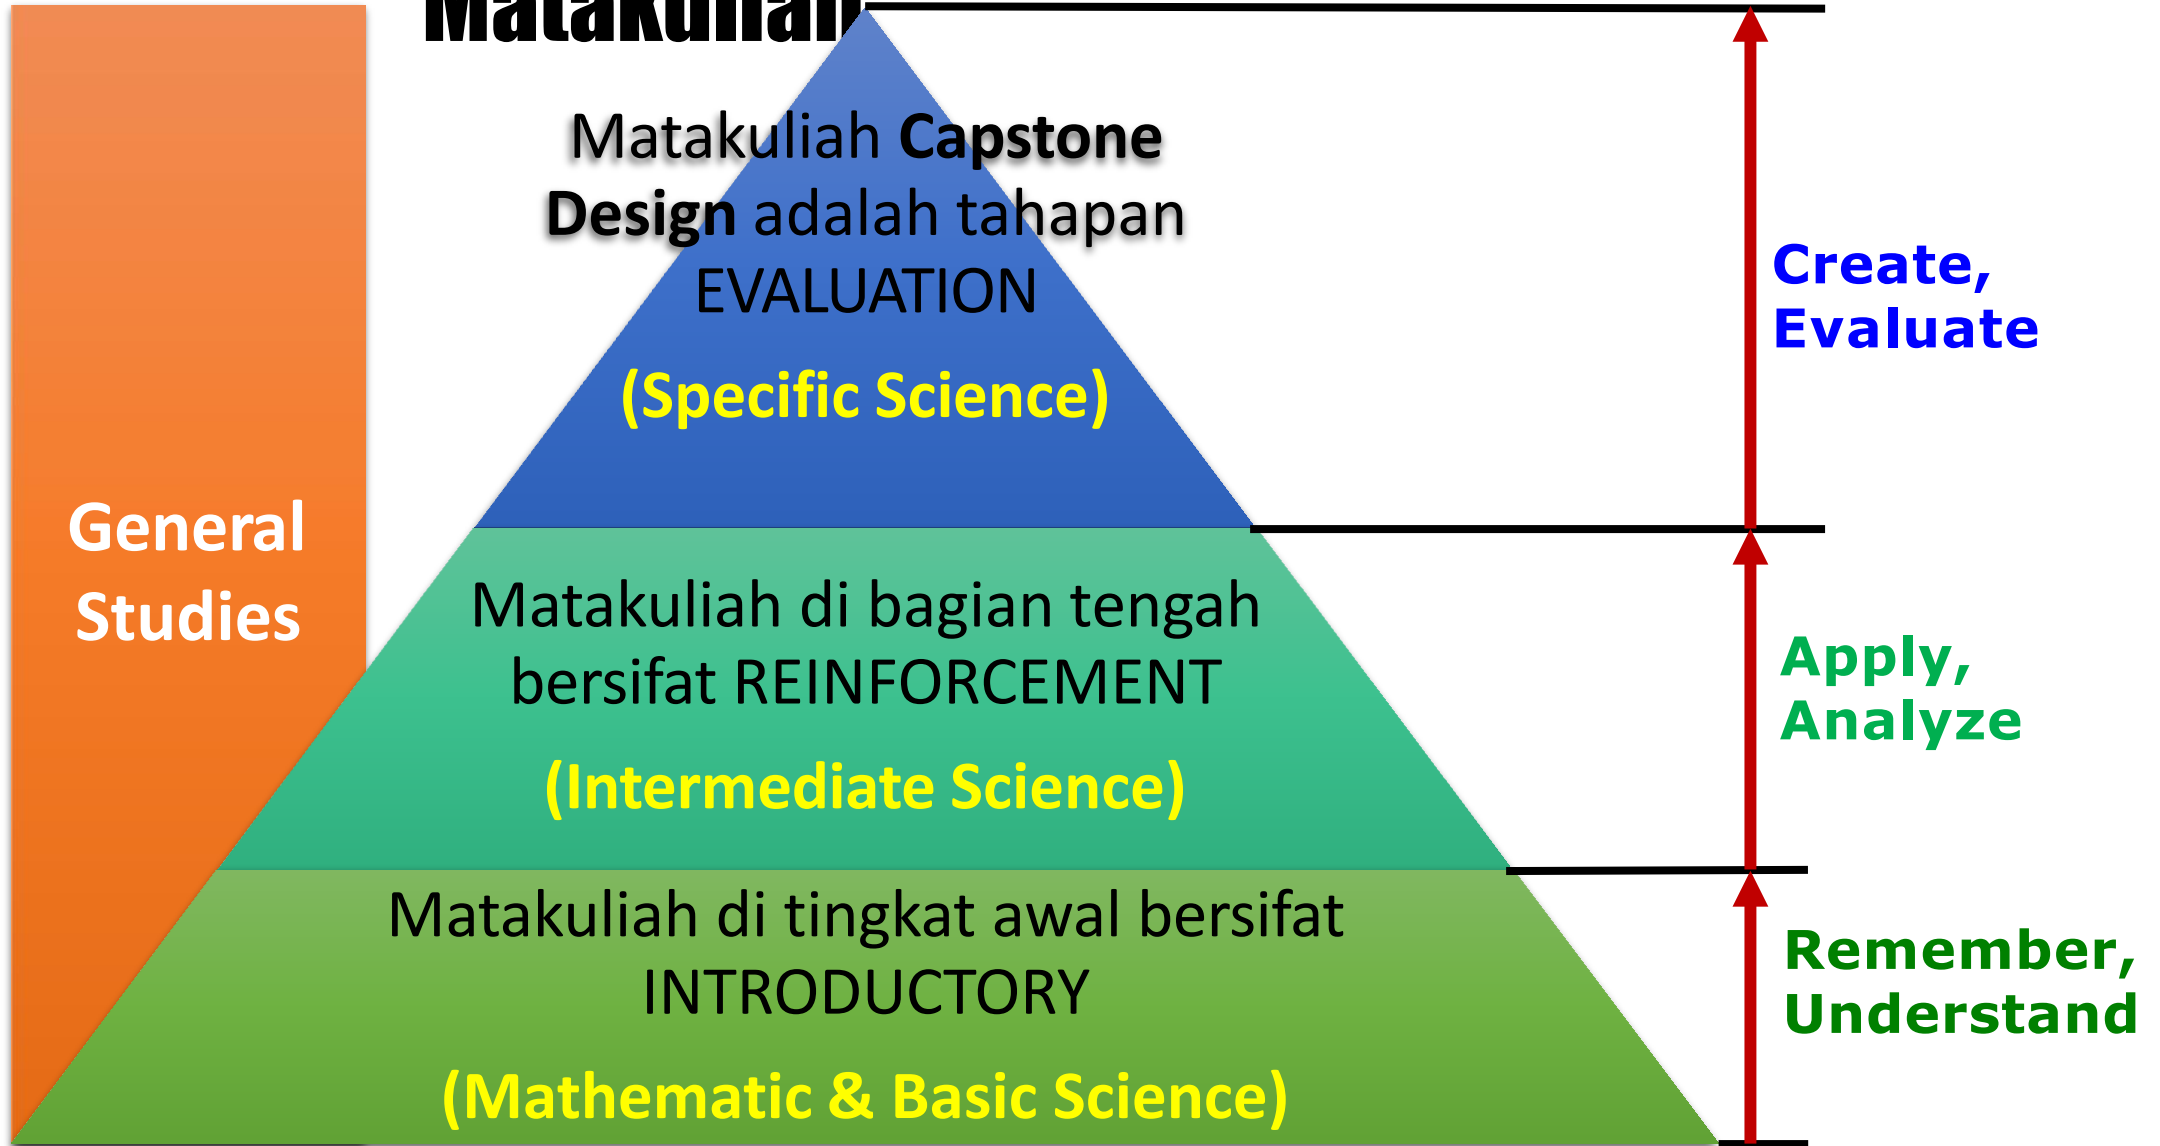 Matakuliah
Matakuliah Capstone
Design adalah tahapan
EVALUATION
(Specific Science)
Create,
Evaluate
General
Studies
Matakuliah di bagian tengah
bersifat REINFORCEMENT
(Intermediate Science)
Apply,
Analyze
Matakuliah di tingkat awal bersifat
INTRODUCTORY
(Mathematic & Basic Science)
Remember,
Understand